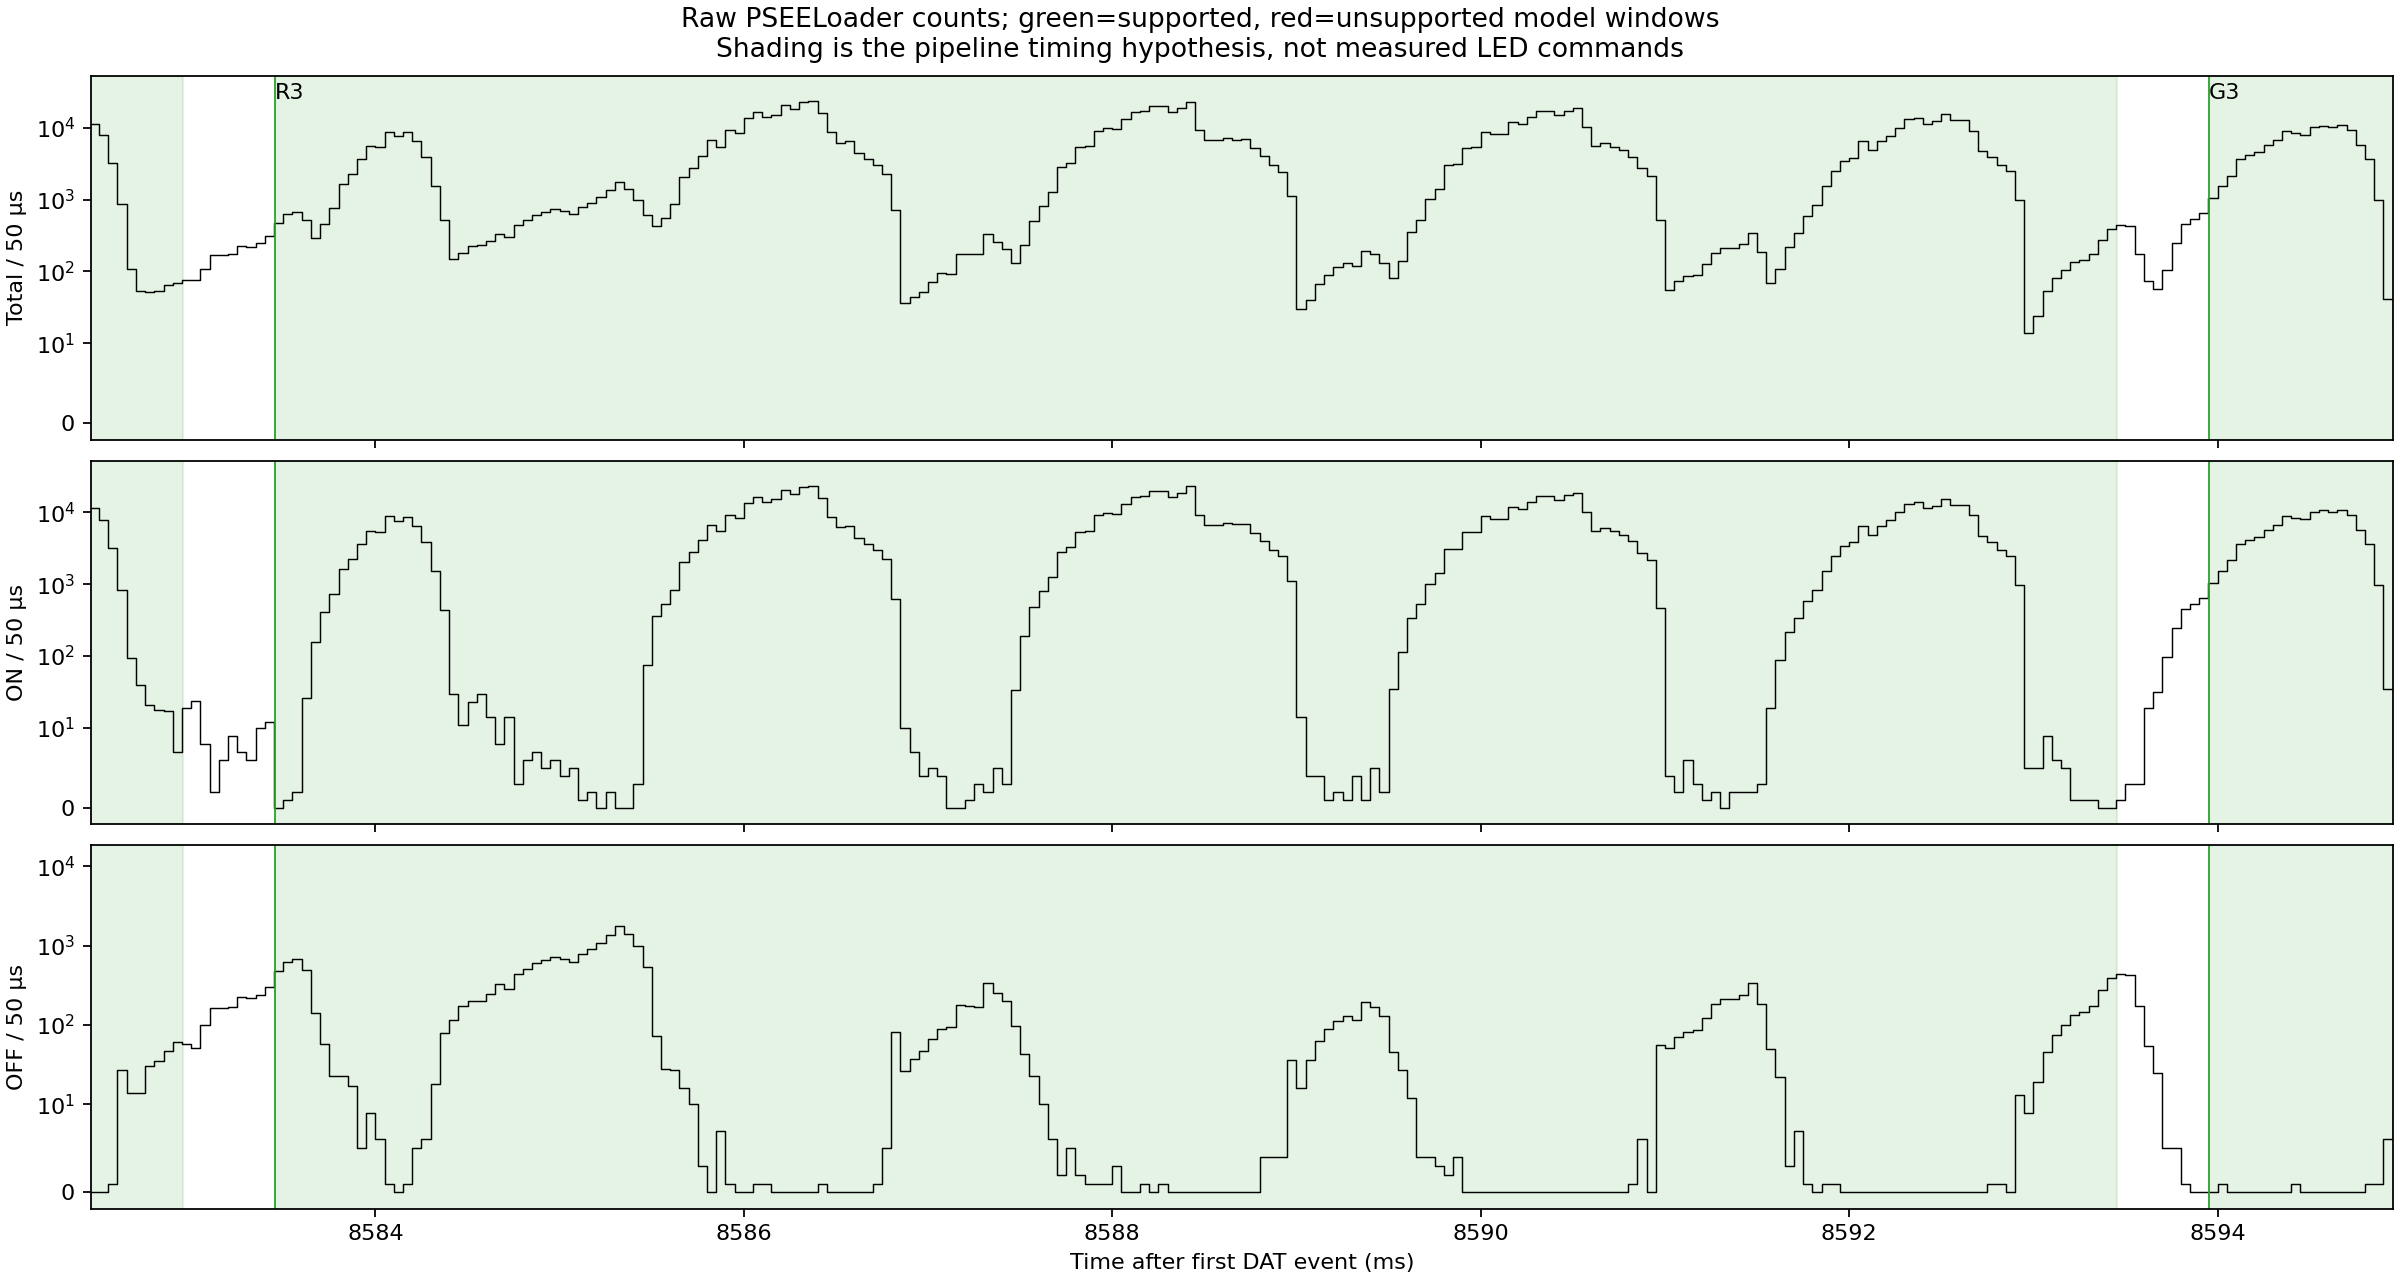 Raw PSEELoader counts; green=supported, red=unsupported model windows
Shading is the pipeline timing hypothesis, not measured LED commands
R3
G3
Total / 50 µs
10⁴
10³
10²
10¹
0
ON / 50 µs
10⁴
10³
10²
10¹
0
OFF / 50 µs
10⁴
10³
10²
10¹
0
8584
8586
8588
8590
8592
8594
Time after first DAT event (ms)